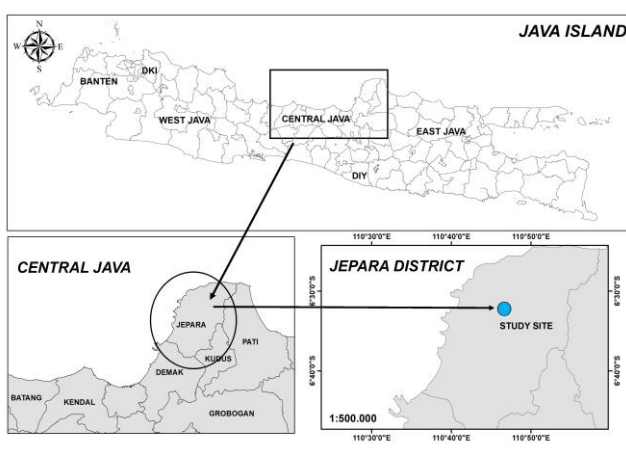 JAVA ISLAND
N
W E
S
BANTEN
DKI
WEST JAVA
CENTRAL JAVA
EAST JAVA
DIY
CENTRAL JAVA
JEPARA
PATI
KUDUS
DEMAK
BATANG
KENDAL
GROBOGAN
110°30'0"E 110°40'0"E 110°50'0"E
JEPARA DISTRICT
6°30'0"S
6°30'0"S
STUDY SITE
6°40'0"S
6°40'0"S
1:500.000
110°30'0"E 110°40'0"E 110°50'0"E